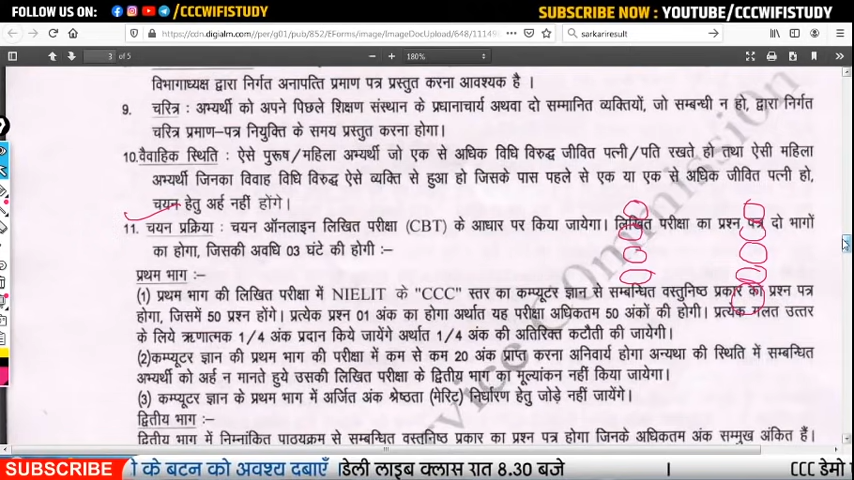 FOLLOW US ON /CCCWIFISTUDY SUBSCRIBE NOW : YOUTUBE/CCCWIFISTUDY
https://cdn.digialm.com//per/g01/pub/852/EForms/image/ImageDocUpload/648/1114 sarkariresult
3 of 5 180%
विभागाध्यक्ष द्वारा निर्गत अनापत्ति प्रमाण पत्र प्रस्तुत करना आवश्यक है ।
9. चरित्र : अभ्यर्थी को अपने पिछले शिक्षण संस्थान के प्रधानाचार्य अथवा दो सम्मानित व्यक्तियों, जो सम्बन्धी न हो, द्वारा निर्गत
चरित्र प्रमाण-पत्र नियुक्ति के समय प्रस्तुत करना होगा।
10. वैवाहिक स्थिति : ऐसे पुरूष/महिला अभ्यर्थी जो एक से अधिक विधि विरुद्ध जीवित पत्नी/पति रखते हो तथा ऐसी महिला
अभ्यर्थी जिनका विवाह विधि विरुद्ध ऐसे व्यक्ति से हुआ हो जिसके पास पहले से एक या एक से अधिक जीवित पत्नी हो,
चयन हेतु अर्ह नहीं होंगे।
11. चयन प्रक्रिया : चयन ऑनलाइन लिखित परीक्षा (CBT) के आधार पर किया जायेगा। लिखित परीक्षा का प्रश्न पत्र दो भागों
का होगा, जिसकी अवधि 03 घंटे की होगी :-
प्रथम भाग :-
(1) प्रथम भाग की लिखित परीक्षा में NIELIT के "CCC" स्तर का कम्प्यूटर ज्ञान से सम्बन्धित वस्तुनिष्ठ प्रकार का प्रश्न पत्र
होगा, जिसमें 50 प्रश्न होंगे। प्रत्येक प्रश्न 01 अंक का होगा अर्थात यह परीक्षा अधिकतम 50 अंकों की होगी। प्रत्येक गलत उत्तर
के लिये ऋणात्मक 1/4 अंक प्रदान किये जायेंगे अर्थात 1/4 अंक की अतिरिक्त कटौती की जायेगी।
(2)कम्प्यूटर ज्ञान की प्रथम भाग की परीक्षा में कम से कम 20 अंक प्राप्त करना अनिवार्य होगा अन्यथा की स्थिति में सम्बन्धित
अभ्यर्थी को अर्ह न मानते हुये उसकी लिखित परीक्षा के द्वितीय भाग का मूल्यांकन नहीं किया जायेगा।
(3) कम्प्यूटर ज्ञान के प्रथम भाग में अर्जित अंक श्रेष्ठता (मेरिट) निर्धारण हेतु जोड़े नहीं जायेंगे।
द्वितीय भाग :-
द्वितीय भाग में निम्नांकित पाठ्यक्रम से सम्बन्धित वस्तुनिष्ठ प्रकार का प्रश्न पत्र होगा जिनके अधिकतम अंक सम्मुख अंकित हैं।
SUBSCRIBE के बटन को अवश्य दबाएँ |डेली लाइब क्लास रात 8.30 बजे | CCC डेमो